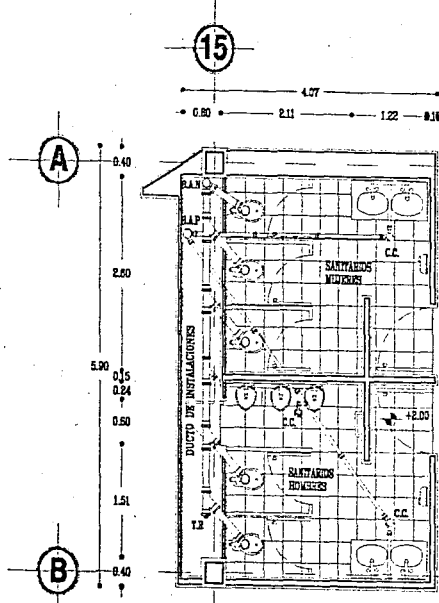 15
4.07
0.80 2.11 1.22
A
0.40
B.A.N
B.A.P
C.C.
SANITARIOS
MUJERES
2.60
DUCTO DE INSTALACIONES
5.90
0.15
0.24
0.60
C.C.
+2.00
SANITARIOS
HOMBRES
1.51
C.C.
B
0.40